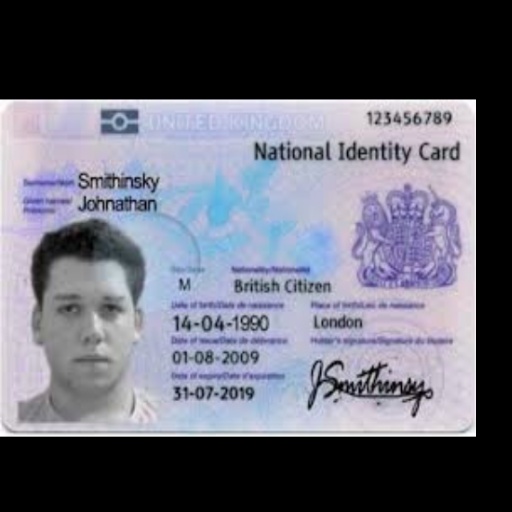 UNITED KINGDOM
123456789
National Identity Card
Surname/Nom Smithinsky
Given names/
Prénoms
Johnathan
Sex/Sexe Nationality/Nationalité
M British Citizen
Date of birth/Date de naissance Place of birth/Lieu de naissance
14-04-1990 London
Date of issue/Date de délivrance Holder's signature/Signature du titulaire
01-08-2009
Date of expiry/Date d'expiration
31-07-2019
JSmithinsys